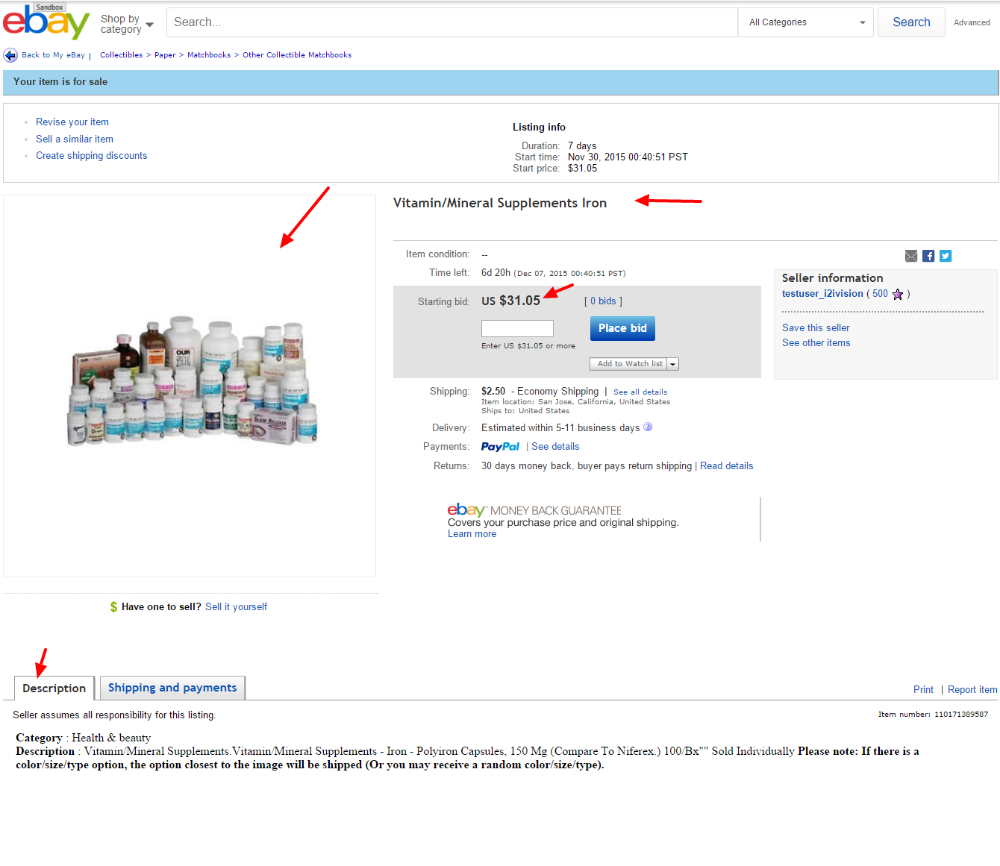 Sandbox
ebay
Shop by category
Search...
All Categories
Search
Advanced
Back to My eBay | Collectibles > Paper > Matchbooks > Other Collectible Matchbooks
Your item is for sale
Revise your item
Sell a similar item
Create shipping discounts
Listing info
Duration: 7 days
Start time: Nov 30, 2015 00:40:51 PST
Start price: $31.05
Vitamin/Mineral Supplements Iron
Item condition: --
Time left: 6d 20h (Dec 07, 2015 00:40:51 PST)
Starting bid: US $31.05 [ 0 bids ]
Place bid
Enter US $31.05 or more
Add to Watch list
Shipping: $2.50 - Economy Shipping | See all details
Item location: San Jose, California, United States
Ships to: United States
Delivery: Estimated within 5-11 business days ?
Payments: PayPal | See details
Returns: 30 days money back, buyer pays return shipping | Read details
ebay™ MONEY BACK GUARANTEE
Covers your purchase price and original shipping.
Learn more
Seller information
testuser_i2ivision ( 500 )
Save this seller
See other items
OUR
$ Have one to sell? Sell it yourself
Description
Shipping and payments
Print | Report item
Seller assumes all responsibility for this listing.
Item number: 110171389587
Category : Health & beauty
Description : Vitamin/Mineral Supplements.Vitamin/Mineral Supplements - Iron - Polyiron Capsules, 150 Mg (Compare To Niferex.) 100/Bx"" Sold Individually Please note: If there is a
color/size/type option, the option closest to the image will be shipped (Or you may receive a random color/size/type).